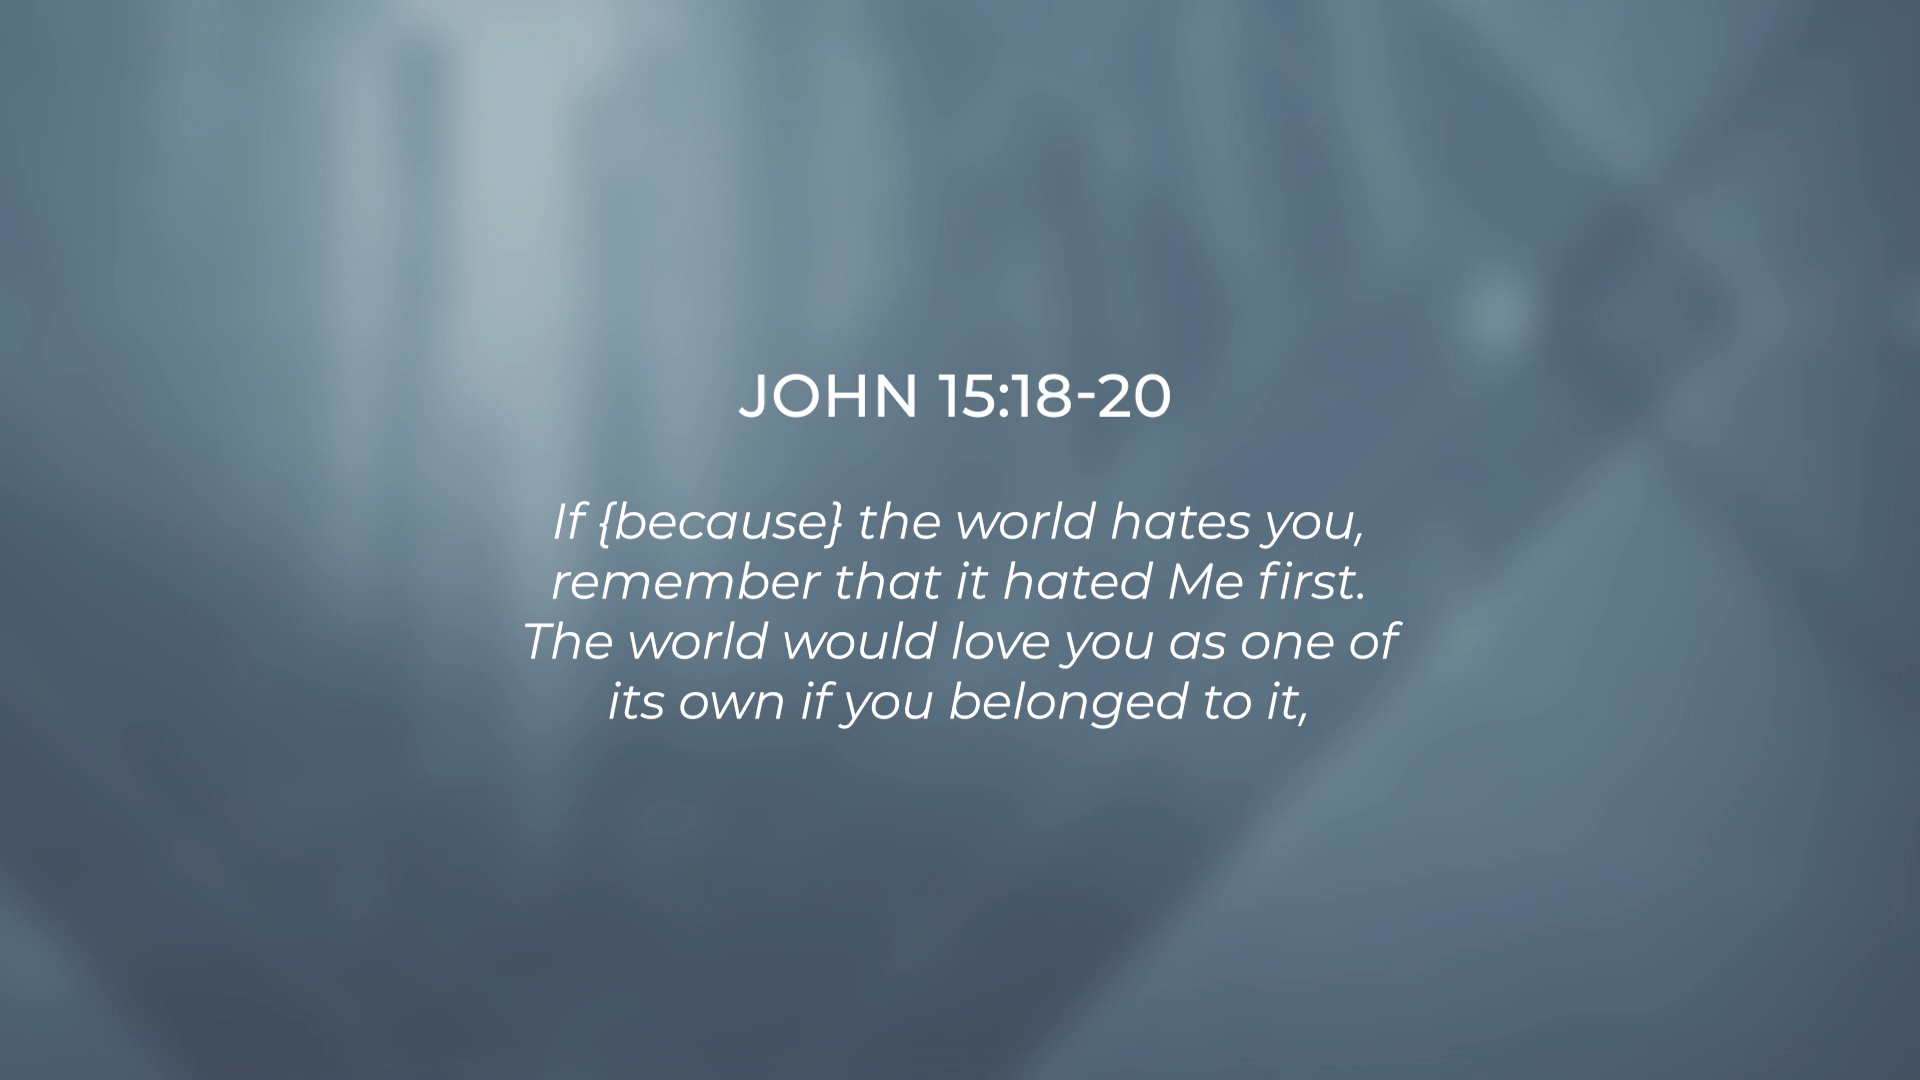 JOHN 15:18-20
If {because} the world hates you,
remember that it hated Me first.
The world would love you as one of
its own if you belonged to it,